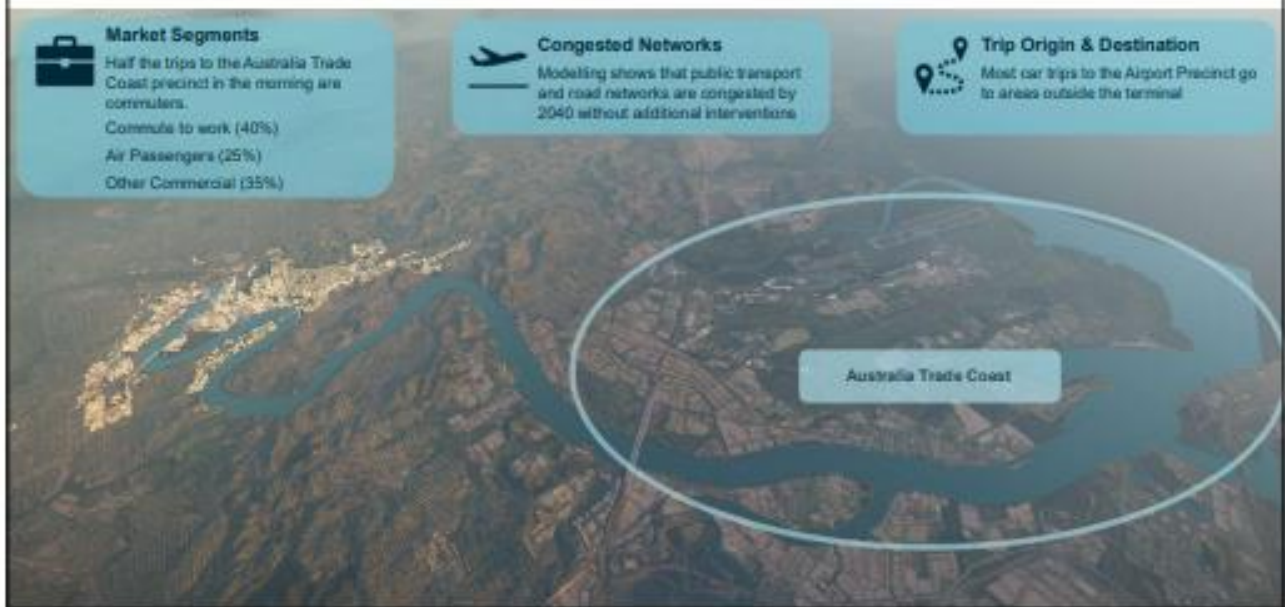 Market Segments
Half the trips to the Australia Trade
Coast precinct in the morning are
commuters.
Commute to work (40%)
Air Passengers (25%)
Other Commercial (35%)
Congested Networks
Modelling shows that public transport
and road networks are congested by
2040 without additional interventions
Trip Origin & Destination
Most car trips to the Airport Precinct go
to areas outside the terminal
Australia Trade Coast